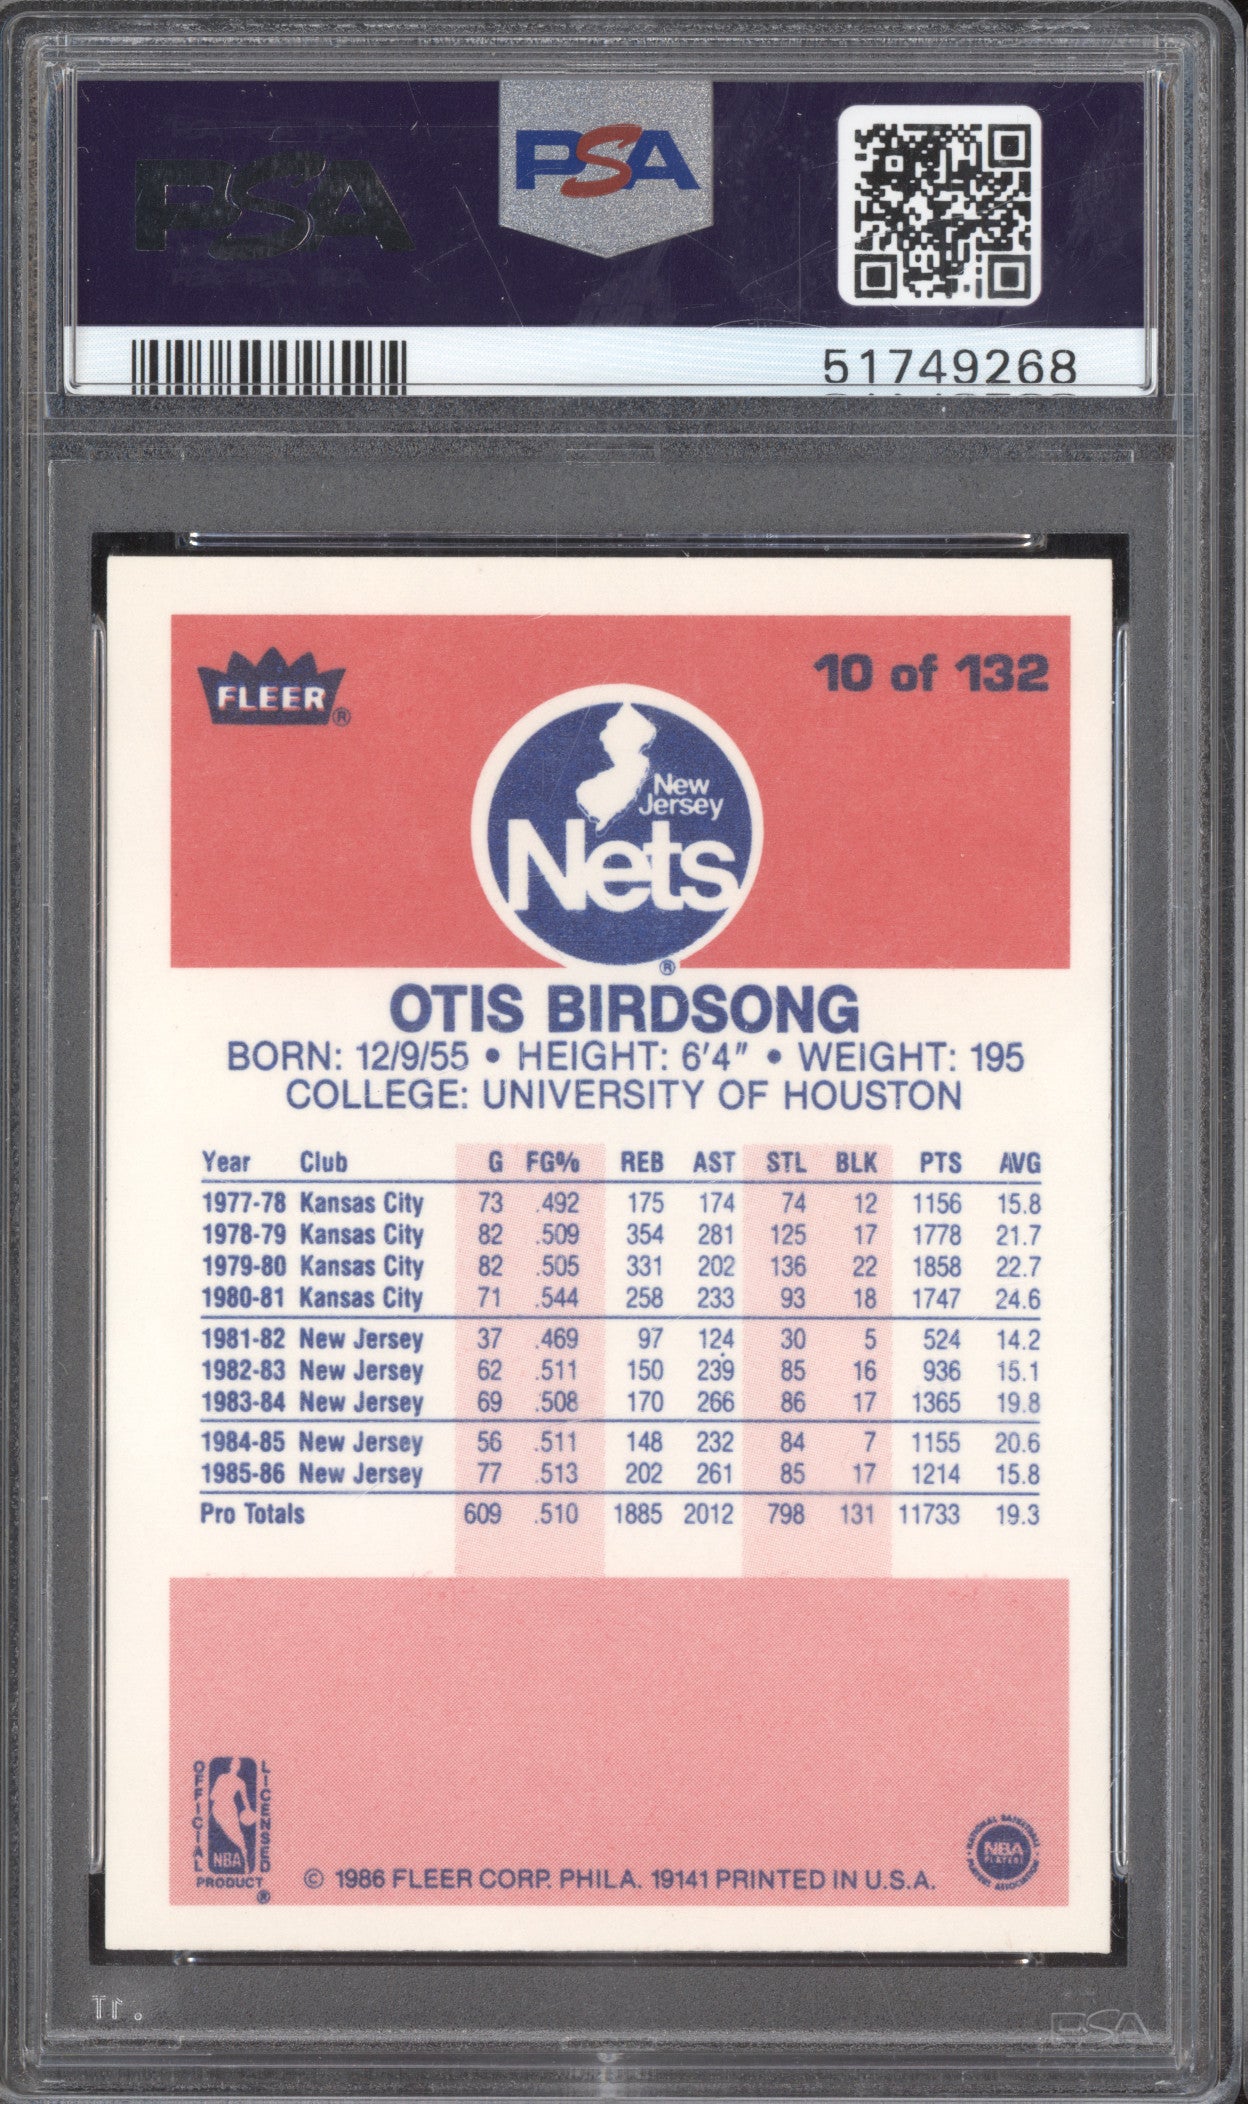 PSA
PSA
51749268
FLEER®
10 of 132
New
Jersey
Nets
®
OTIS BIRDSONG
BORN: 12/9/55 • HEIGHT: 6'4" • WEIGHT: 195
COLLEGE: UNIVERSITY OF HOUSTON
Year Club G FG% REB AST STL BLK PTS AVG
1977-78 Kansas City 73 .492 175 174 74 12 1156 15.8
1978-79 Kansas City 82 .509 354 281 125 17 1778 21.7
1979-80 Kansas City 82 .505 331 202 136 22 1858 22.7
1980-81 Kansas City 71 .544 258 233 93 18 1747 24.6
1981-82 New Jersey 37 .469 97 124 30 5 524 14.2
1982-83 New Jersey 62 .511 150 239 85 16 936 15.1
1983-84 New Jersey 69 .508 170 266 86 17 1365 19.8
1984-85 New Jersey 56 .511 148 232 84 7 1155 20.6
1985-86 New Jersey 77 .513 202 261 85 17 1214 15.8
Pro Totals 609 .510 1885 2012 798 131 11733 19.3
OFFICIAL
LICENSED
NBA
PRODUCT
®
© 1986 FLEER CORP. PHILA. 19141 PRINTED IN U.S.A.
NATIONAL BASKETBALL
NBA
PLAYERS
PLAYERS ASSOCIATION
PSA